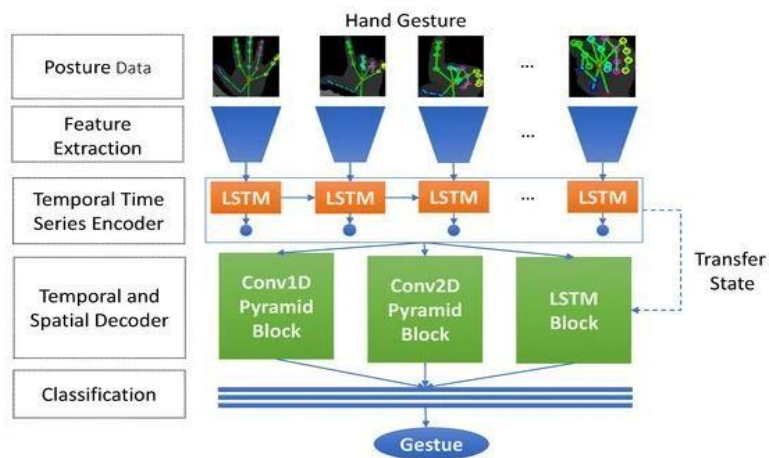 Hand Gesture
Posture Data
...
Feature
Extraction
...
Temporal Time
Series Encoder
LSTM
LSTM
LSTM
...
LSTM
Transfer
State
Temporal and
Spatial Decoder
Conv1D
Pyramid
Block
Conv2D
Pyramid
Block
LSTM
Block
Classification
Gestue